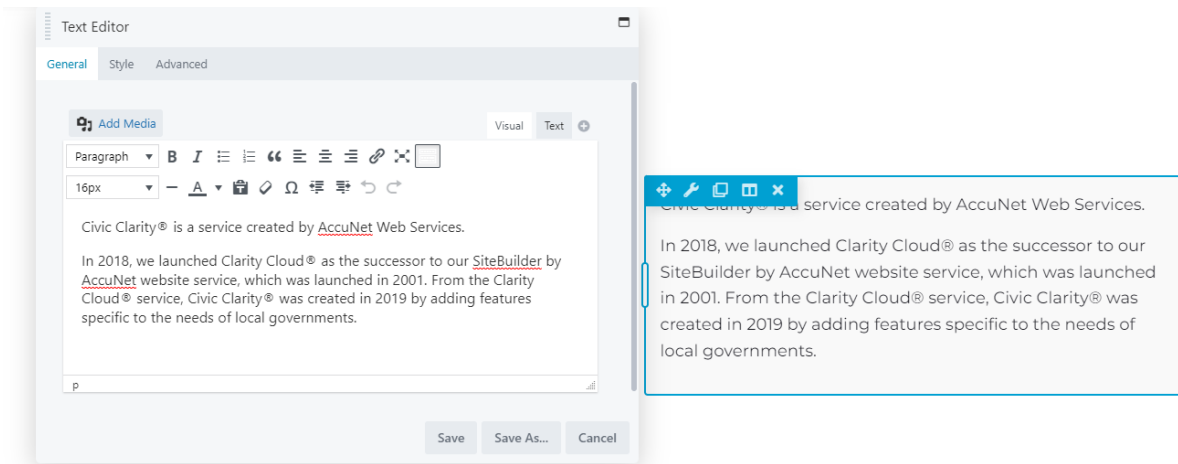 Text Editor
General Style Advanced
Add Media
Visual Text
Paragraph B I
16px A Ω
Civic Clarity® is a service created by AccuNet Web Services.
In 2018, we launched Clarity Cloud® as the successor to our SiteBuilder by
AccuNet website service, which was launched in 2001. From the Clarity
Cloud® service, Civic Clarity® was created in 2019 by adding features
specific to the needs of local governments.
p
Save Save As... Cancel
Civic Clarity® is a service created by AccuNet Web Services.
In 2018, we launched Clarity Cloud® as the successor to our
SiteBuilder by AccuNet website service, which was launched
in 2001. From the Clarity Cloud® service, Civic Clarity® was
created in 2019 by adding features specific to the needs of
local governments.